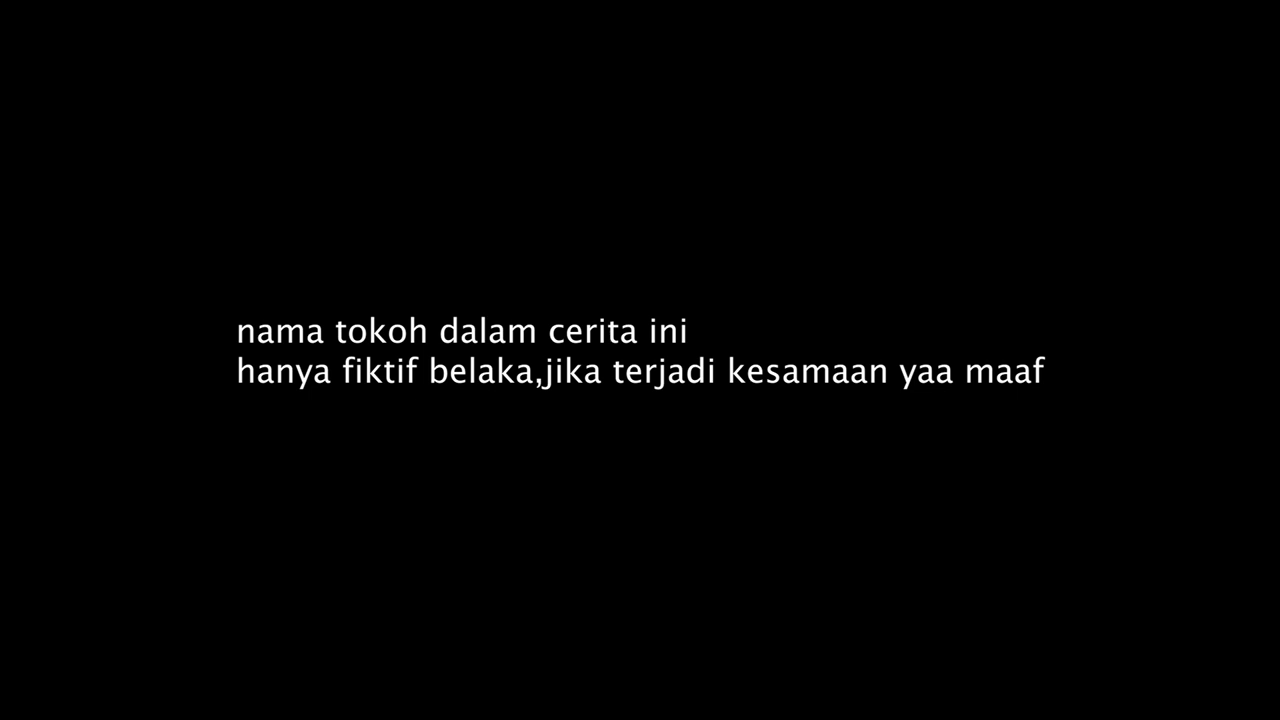 nama tokoh dalam cerita ini
hanya fiktif belaka,jika terjadi kesamaan yaa maaf